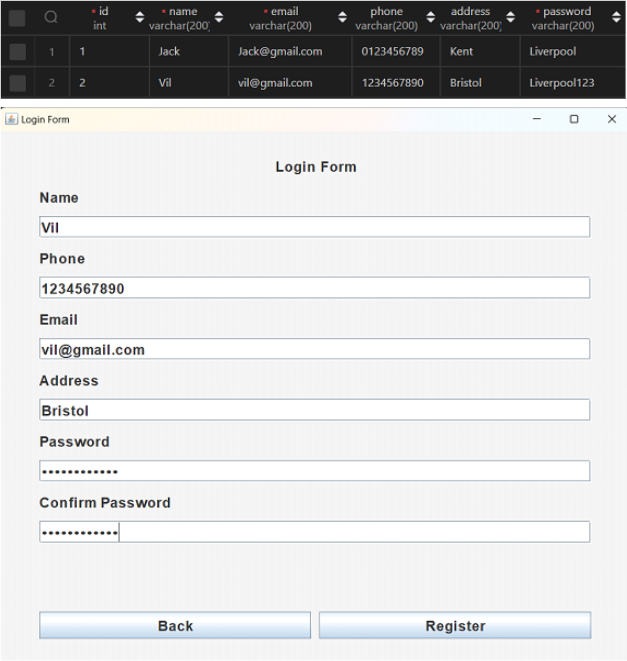 * id * name * email phone address * password
int varchar(200) varchar(200) varchar(200) varchar(200) varchar(200)
1 1 Jack Jack@gmail.com 0123456789 Kent Liverpool
2 2 Vil vil@gmail.com 1234567890 Bristol Liverpool123
Login Form
Login Form
Name
Vil
Phone
1234567890
Email
vil@gmail.com
Address
Bristol
Password
••••••••••••
Confirm Password
••••••••••••
Back Register